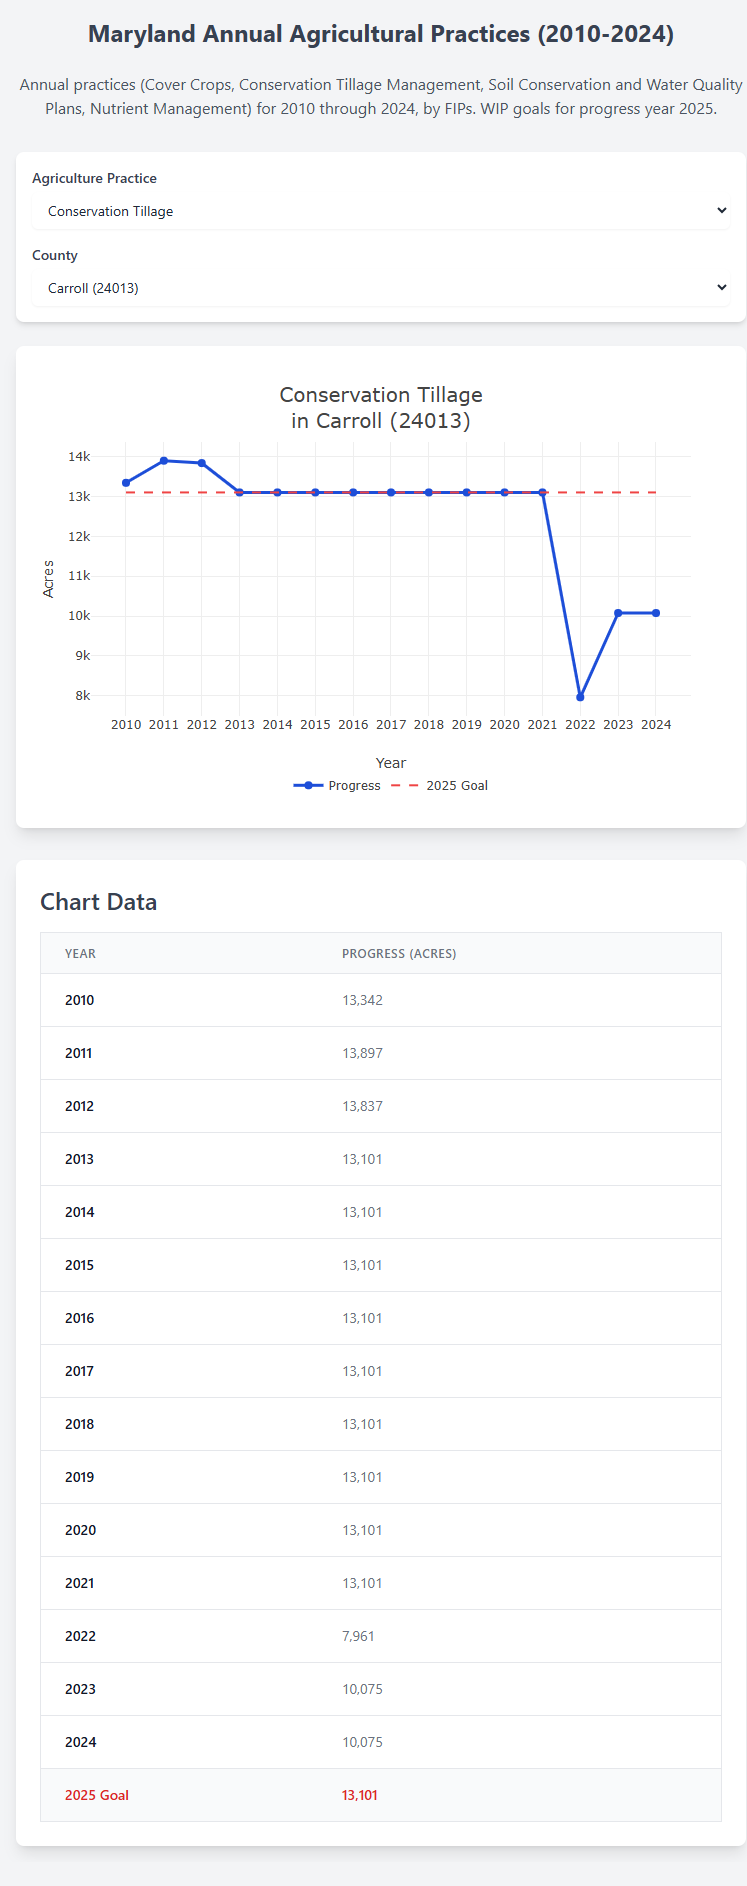 Maryland Annual Agricultural Practices (2010-2024)
Annual practices (Cover Crops, Conservation Tillage Management, Soil Conservation and Water Quality
Plans, Nutrient Management) for 2010 through 2024, by FIPs. WIP goals for progress year 2025.
Agriculture Practice
Conservation Tillage
County
Carroll (24013)
Conservation Tillage
in Carroll (24013)
14k
13k
12k
11k
10k
9k
8k
Acres
2010 2011 2012 2013 2014 2015 2016 2017 2018 2019 2020 2021 2022 2023 2024
Year
Progress 2025 Goal
Chart Data
YEAR PROGRESS (ACRES)
2010 13,342
2011 13,897
2012 13,837
2013 13,101
2014 13,101
2015 13,101
2016 13,101
2017 13,101
2018 13,101
2019 13,101
2020 13,101
2021 13,101
2022 7,961
2023 10,075
2024 10,075
2025 Goal 13,101